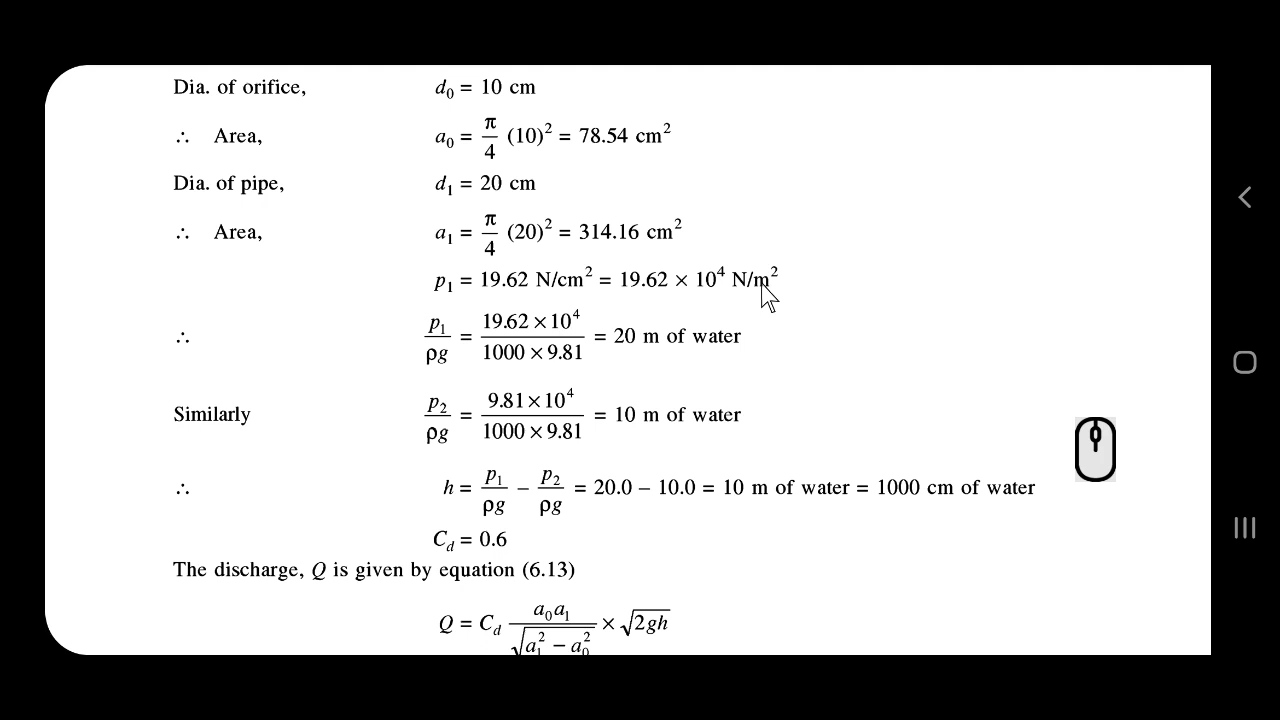 Dia. of orifice, d₀ = 10 cm
∴ Area, a₀ = π/4 (10)² = 78.54 cm²
Dia. of pipe, d₁ = 20 cm
∴ Area, a₁ = π/4 (20)² = 314.16 cm²
p₁ = 19.62 N/cm² = 19.62 × 10⁴ N/m²
∴ p₁/ρg = 19.62 × 10⁴/1000 × 9.81 = 20 m of water
Similarly p₂/ρg = 9.81 × 10⁴/1000 × 9.81 = 10 m of water
∴ h = p₁/ρg – p₂/ρg = 20.0 – 10.0 = 10 m of water = 1000 cm of water
C_d = 0.6
The discharge, Q is given by equation (6.13)
Q = C_d a₀a₁/√(a₁² – a₀²) × √(2gh)